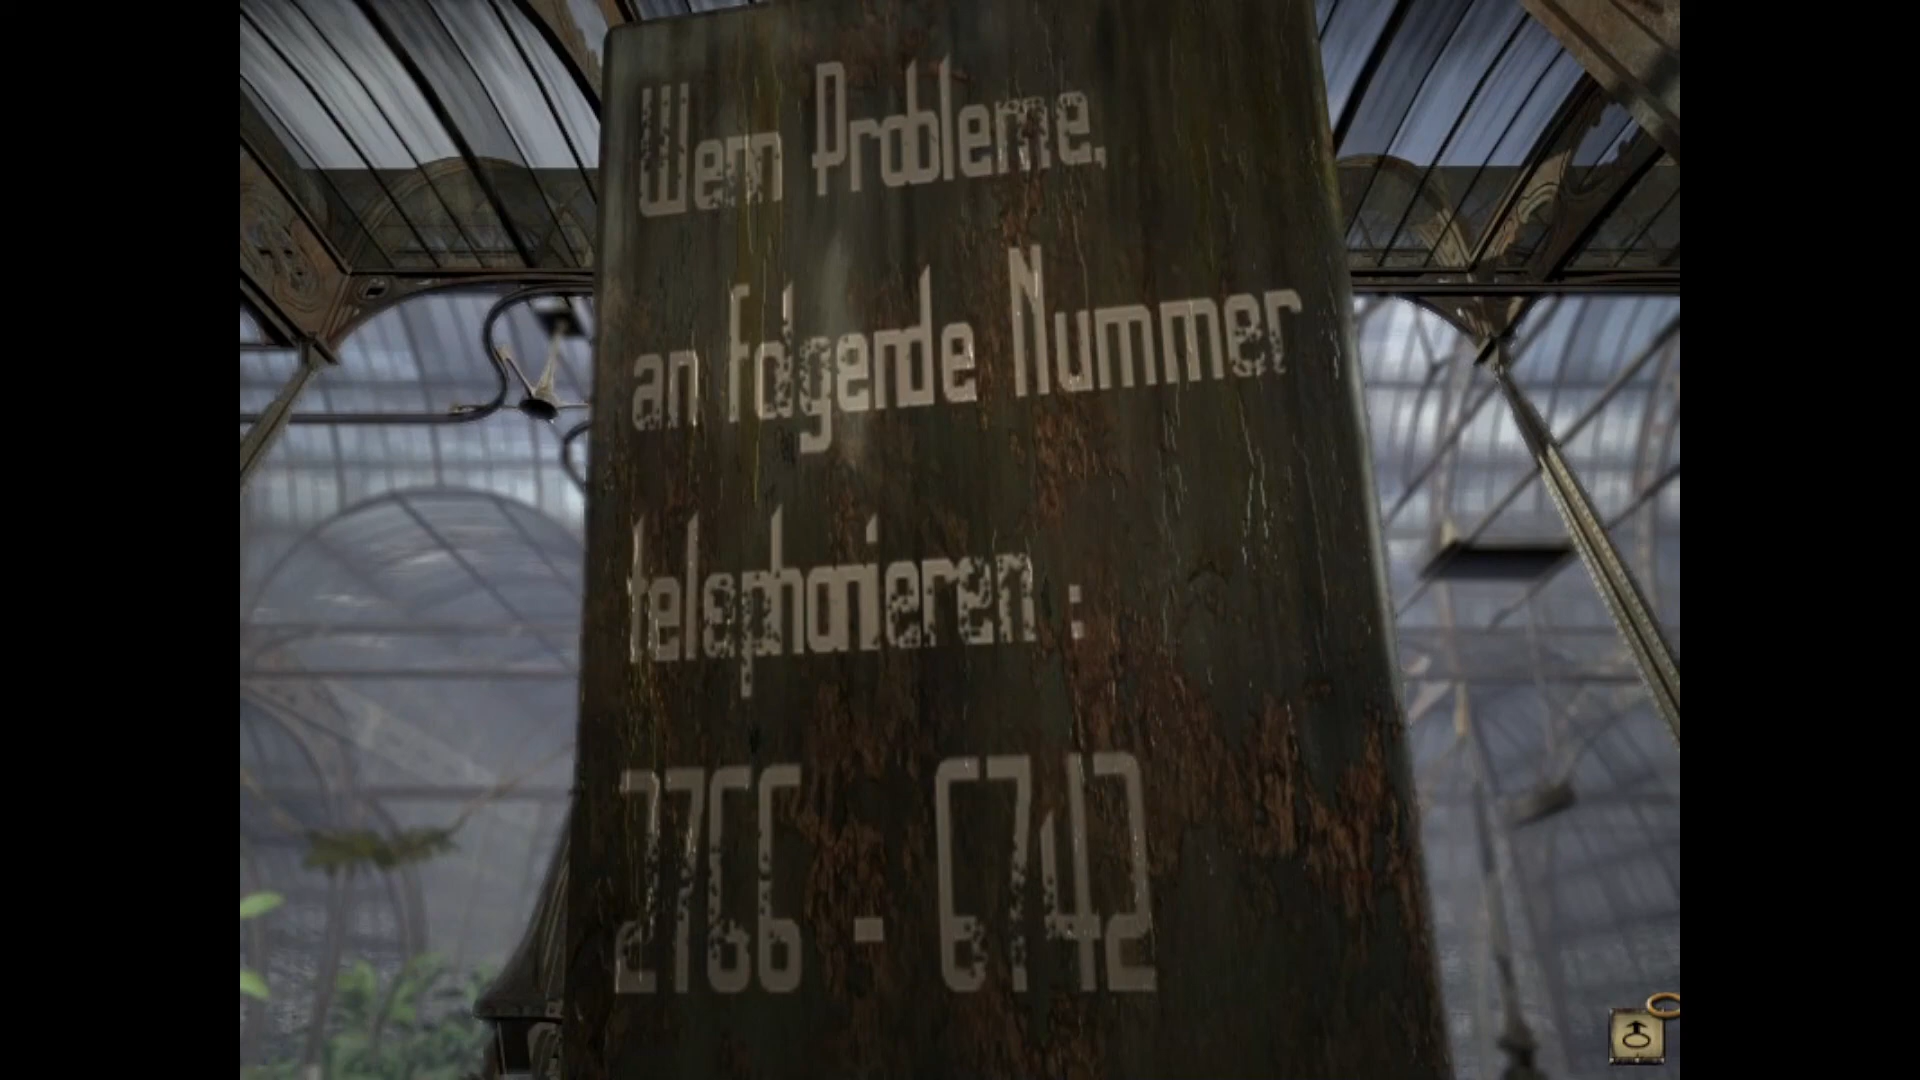 Wenn Probleme,
an folgende Nummer
telephonieren :
2766 - 6742